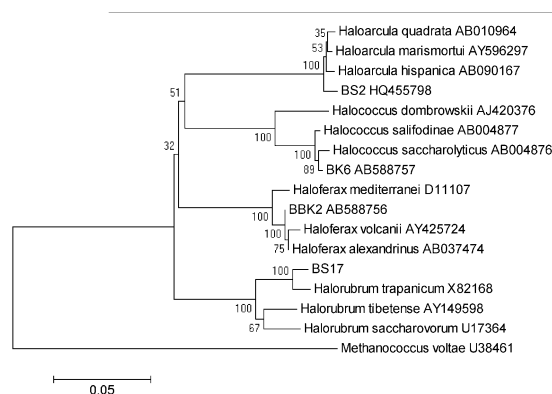 35
Haloarcula quadrata AB010964
53
Haloarcula marismortui AY596297
100
Haloarcula hispanica AB090167
BS2 HQ455798
51
Halococcus dombrowskii AJ420376
100
Halococcus salifodinae AB004877
100
Halococcus saccharolyticus AB004876
89
BK6 AB588757
32
Haloferax mediterranei D11107
100
BBK2 AB588756
100
Haloferax volcanii AY425724
75
Haloferax alexandrinus AB037474
100
BS17
Halorubrum trapanicum X82168
100
Halorubrum tibetense AY149598
67
Halorubrum saccharovorum U17364
Methanococcus voltae U38461
0.05